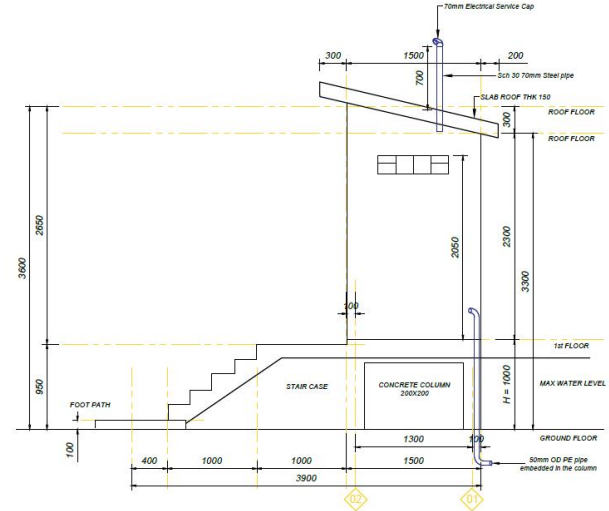 70mm Electrical Service Cap
300
1500
200
700
Sch 30 70mm Steel pipe
SLAB ROOF THK 150
ROOF FLOOR
300
ROOF FLOOR
2650
3600
2050
2300
3300
100
1st FLOOR
950
STAIR CASE
CONCRETE COLUMN
200X200
H = 1000
MAX WATER LEVEL
FOOT PATH
100
GROUND FLOOR
1300
100
400
1000
1000
1500
50mm OD PE pipe
embedded in the column
3900
02
01